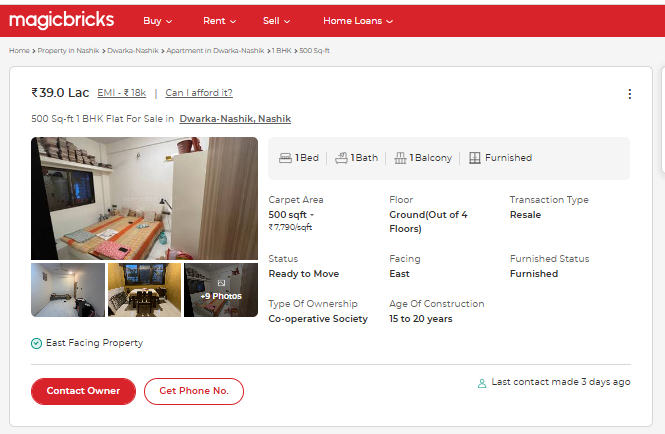 magicbricks
Buy Rent Sell Home Loans
Home > Property in Nashik > Dwarka-Nashik > Apartment in Dwarka-Nashik > 1 BHK > 500 Sq-ft
₹39.0 Lac EMI - ₹ 18k | Can I afford it?
500 Sq-ft 1 BHK Flat For Sale in Dwarka-Nashik, Nashik
1 Bed 1 Bath 1 Balcony Furnished
Carpet Area
500 sqft -
₹7,790/sqft
Floor
Ground(Out of 4
Floors)
Transaction Type
Resale
Status
Ready to Move
Facing
East
Furnished Status
Furnished
Type Of Ownership
Co-operative Society
Age Of Construction
15 to 20 years
+9 Photos
East Facing Property
Contact Owner
Get Phone No.
Last contact made 3 days ago